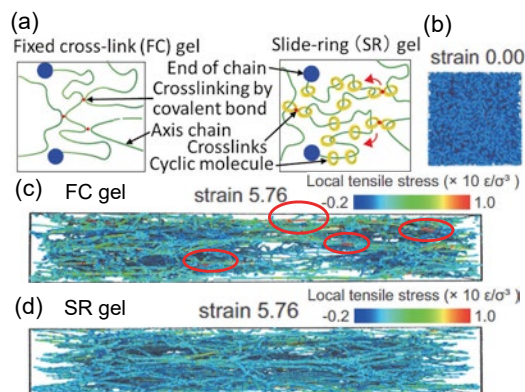 (a)
Fixed cross-link (FC) gel
Crosslinking by
covalent bond
Axis chain
Slide-ring (SR) gel
End of chain
Crosslinks
Cyclic molecule
(b)
strain 0.00
(c) FC gel
strain 5.76
Local tensile stress (× 10 ε/σ³)
-0.2 1.0
(d) SR gel
strain 5.76
Local tensile stress (× 10 ε/σ³)
-0.2 1.0